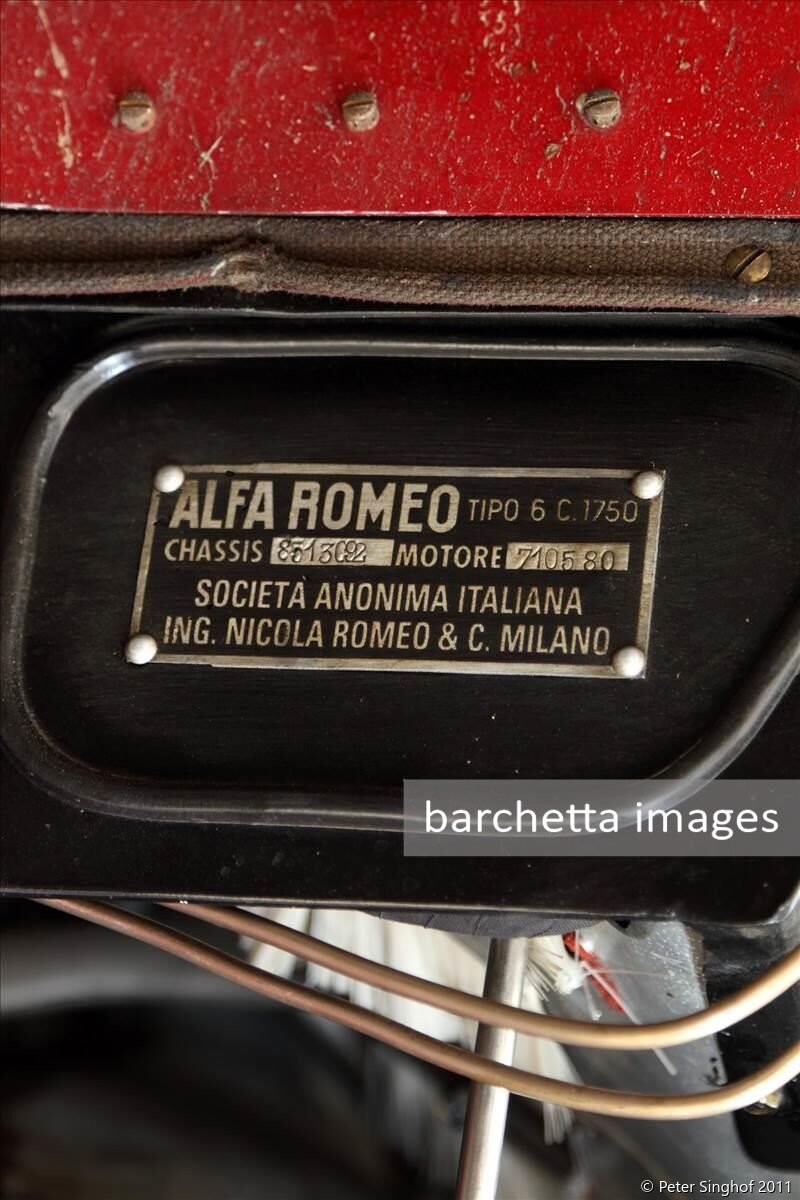 ALFA ROMEO TIPO 6 C. 1750
CHASSIS 8513092 MOTORE 710580
SOCIETÀ ANONIMA ITALIANA
ING. NICOLA ROMEO & C. MILANO
barchetta images
© Peter Singhof 2011